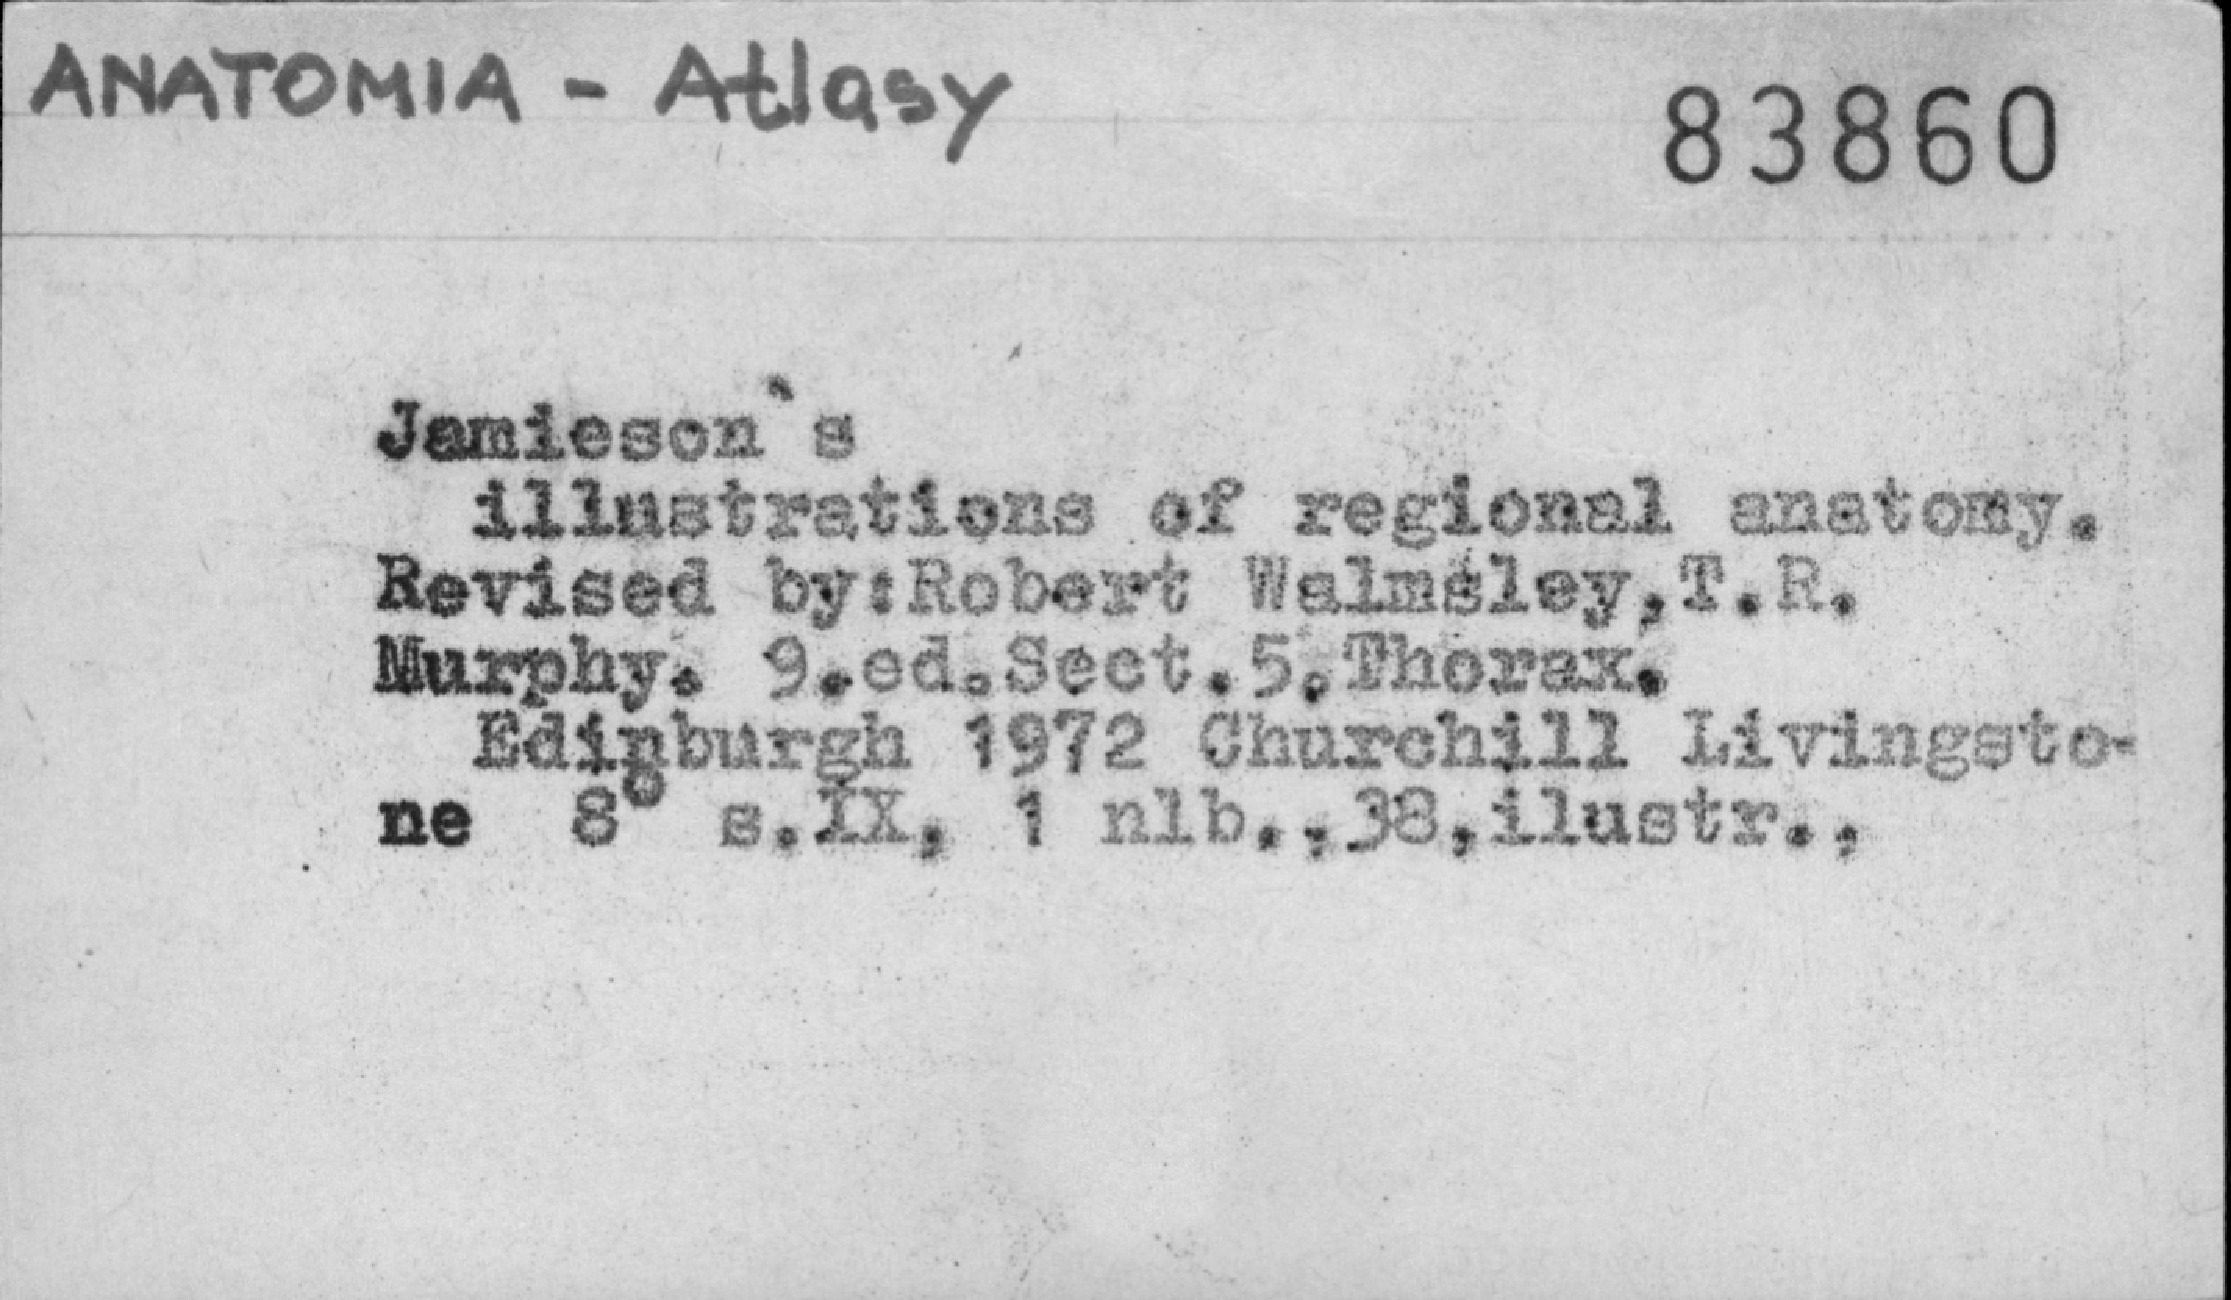 ANATOMIA - Atlasy
83860
Jamieson`s
illustrations of regional anatomy.
Revised by:Robert Walmsley,T.R.
Murphy. 9.ed.Sect.5.Thorax.
Edinburgh 1972 Churchill Livingsto-
ne 8° s.IX, 1 nlb.,38,ilustr.,